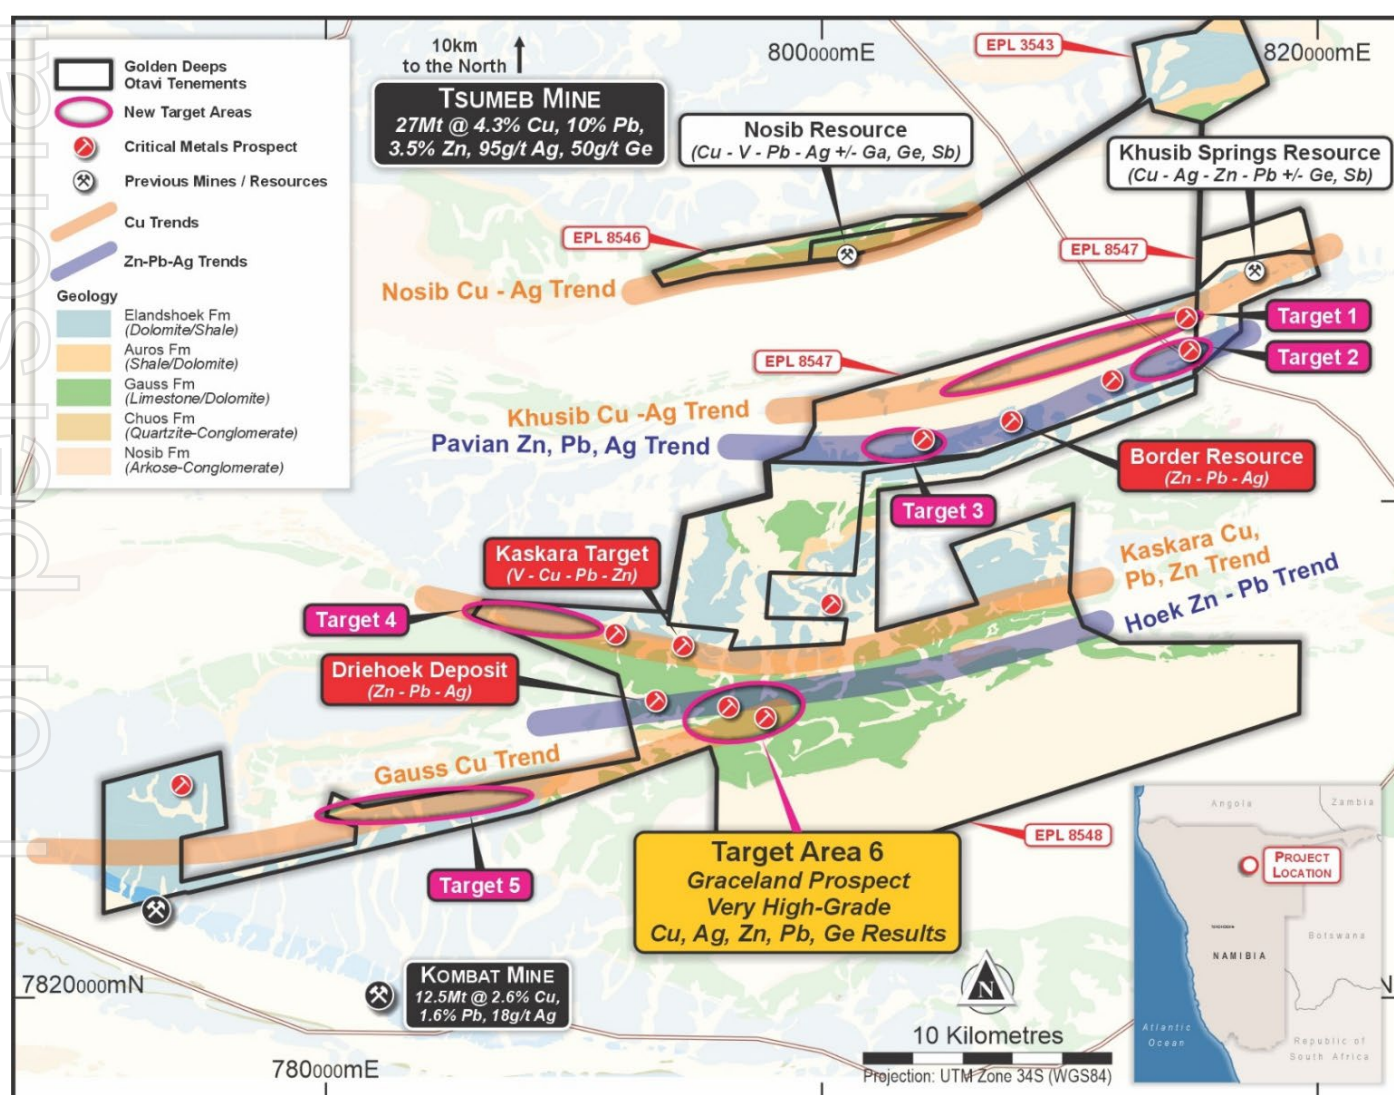 or personal
Golden Deeps
Otavi Tenements
New Target Areas
Critical Metals Prospect
Previous Mines / Resources
Cu Trends
Zn-Pb-Ag Trends
Geology
Elandshoek Fm
(Dolomite/Shale)
Auros Fm
(Shale/Dolomite)
Gauss Fm
(Limestone/Dolomite)
Chuos Fm
(Quartzite-Conglomerate)
Nosib Fm
(Arkose-Conglomerate)
10km
to the North
800000mE
EPL 3543
820000mE
TSUMEB MINE
27Mt @ 4.3% Cu, 10% Pb,
3.5% Zn, 95g/t Ag, 50g/t Ge
Nosib Resource
(Cu - V - Pb - Ag +/- Ga, Ge, Sb)
Khusib Springs Resource
(Cu - Ag - Zn - Pb +/- Ge, Sb)
EPL 8546
EPL 8547
Nosib Cu - Ag Trend
Target 1
Target 2
EPL 8547
Khusib Cu -Ag Trend
Pavian Zn, Pb, Ag Trend
Border Resource
(Zn - Pb - Ag)
Target 3
Kaskara Target
(V - Cu - Pb - Zn)
Kaskara Cu,
Pb, Zn Trend
Hoek Zn - Pb Trend
Target 4
Driehoek Deposit
(Zn - Pb - Ag)
Gauss Cu Trend
Target 5
Target Area 6
Graceland Prospect
Very High-Grade
Cu, Ag, Zn, Pb, Ge Results
EPL 8548
Angola
Zambia
PROJECT
LOCATION
NAMIBIA
Botswana
Atlantic
Ocean
Republic of
South Africa
7820000mN
N
KOMBAT MINE
12.5Mt @ 2.6% Cu,
1.6% Pb, 18g/t Ag
N
10 Kilometres
Projection: UTM Zone 34S (WGS84)
780000mE